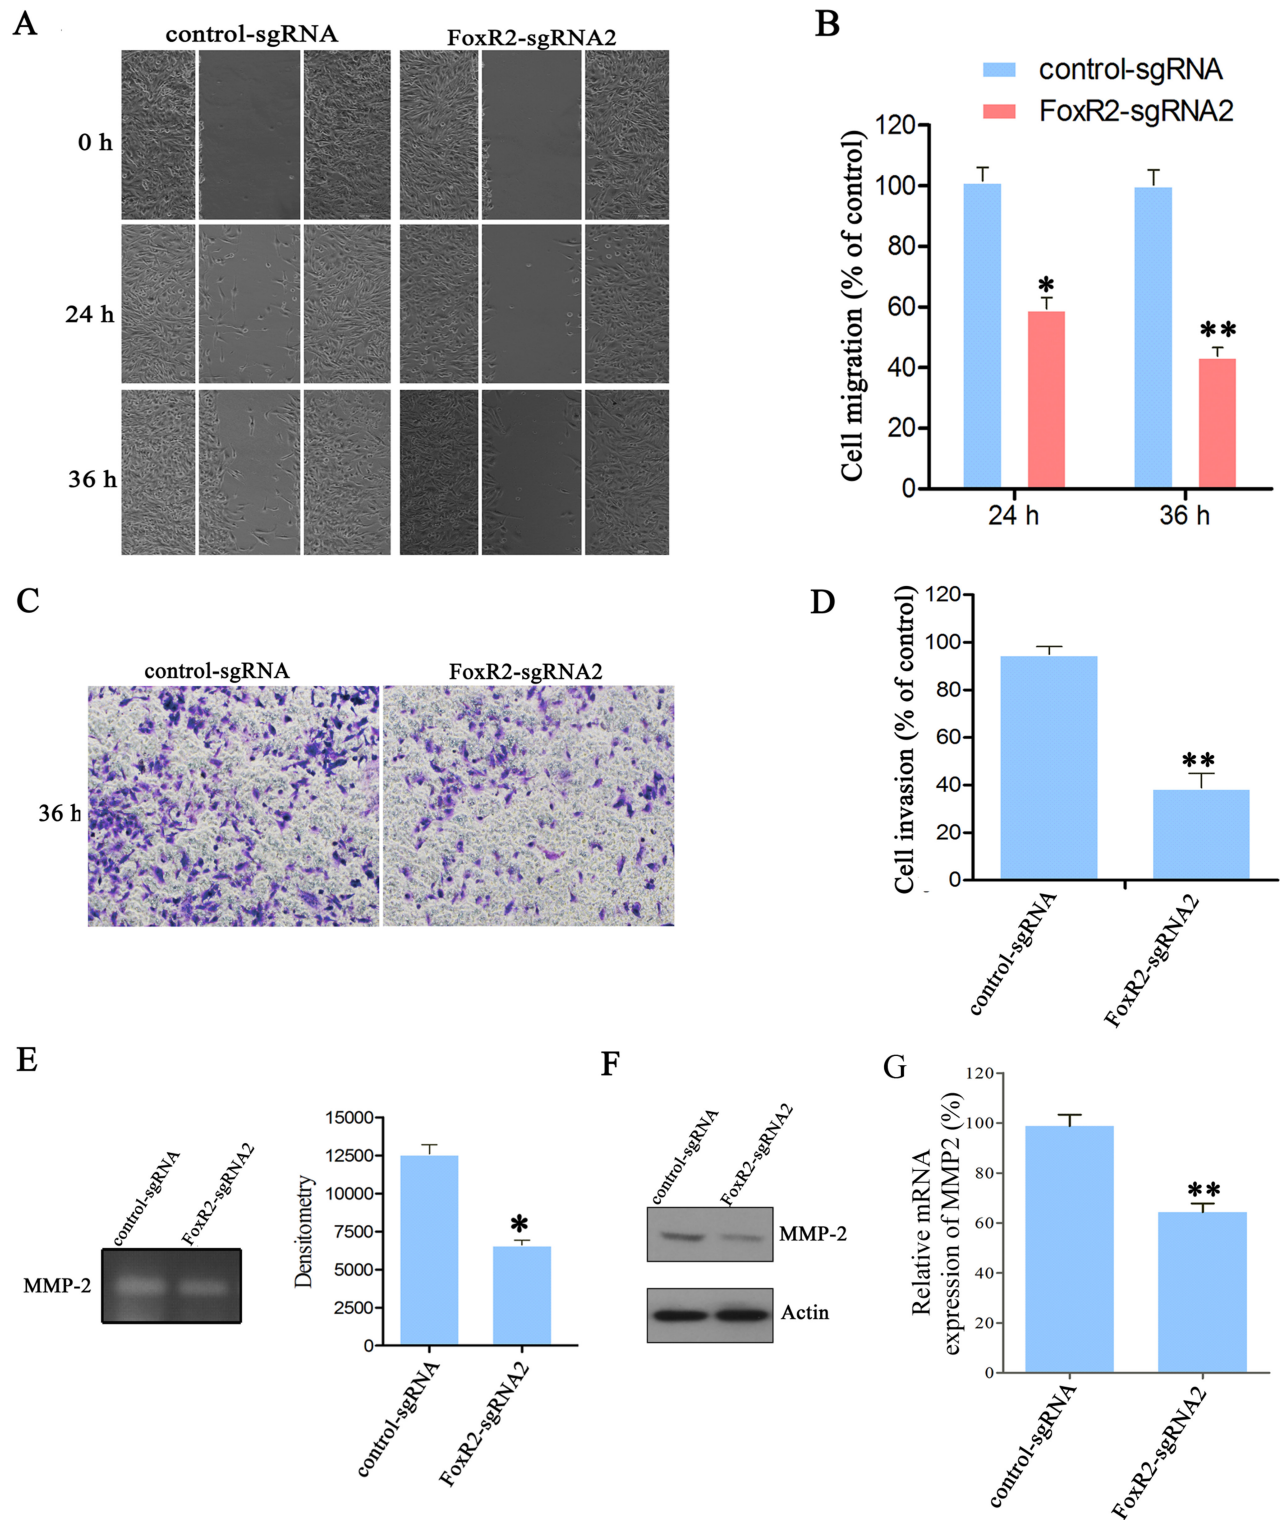 A
control-sgRNA
FoxR2-sgRNA2
0 h
24 h
36 h
B
control-sgRNA
FoxR2-sgRNA2
Cell migration (% of control)
120
100
80
60
40
20
0
*
**
24 h
36 h
C
control-sgRNA
FoxR2-sgRNA2
36 h
D
Cell invasion (% of control)
120
100
80
60
40
20
0
**
control-sgRNA
FoxR2-sgRNA2
E
control-sgRNA
FoxR2-sgRNA2
MMP-2
Densitometry
15000
12500
10000
7500
5000
2500
0
*
control-sgRNA
FoxR2-sgRNA2
F
control-sgRNA
FoxR2-sgRNA2
MMP-2
Actin
G
Relative mRNA
expression of MMP2 (%)
120
100
80
60
40
20
0
**
control-sgRNA
FoxR2-sgRNA2